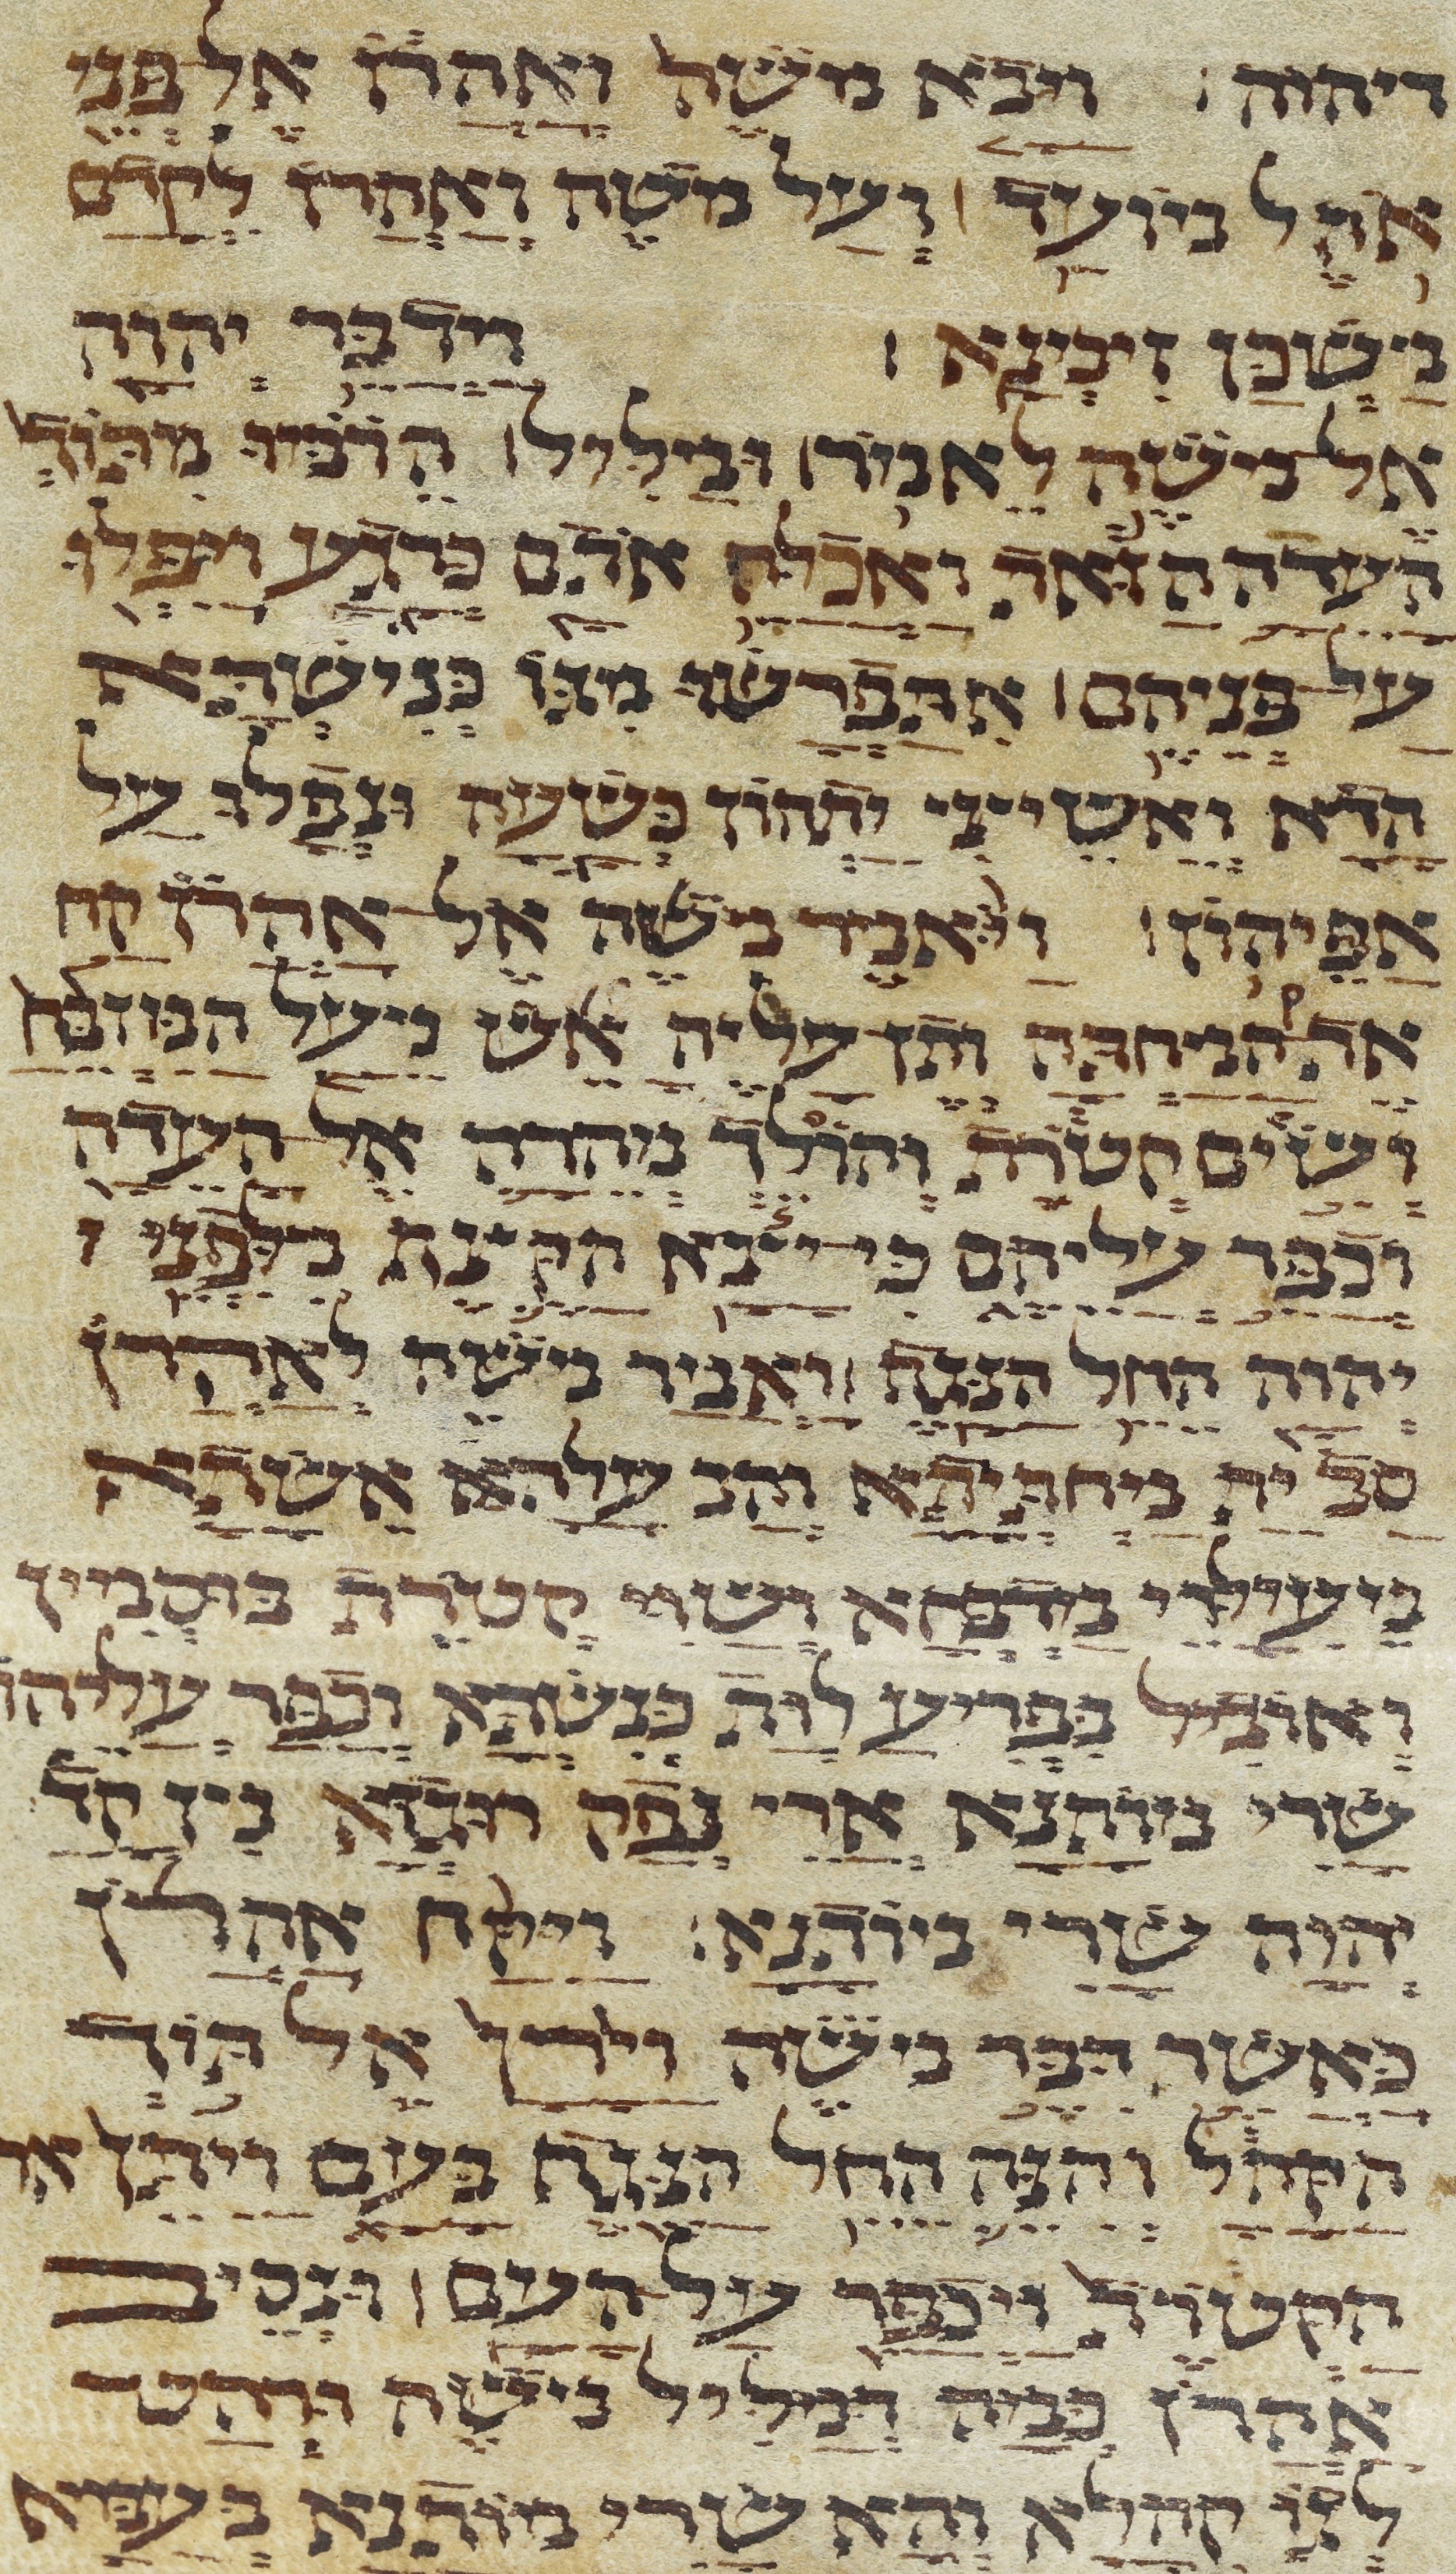 דיהוה ויבא משה ואהרן אל פני
אהל מועד ועל משה ואהרן לקדם
משכן זימנא וידבר יהוה
אל משה לאמר ומליל הרמו מתוך
העדה הזאת ואכלה אתם כרגע ויפלו
על פניהם אתפרשו מגו כנישתא
הדא ואשיצי יתהון כשעה ונפלו על
אפיהון ויאמר משה אל אהרן קח
את המחתה ותן עליה אש מעל המזבח
ושים קטרת והולך מהרה אל העדה
וכפר עליהם כי יצא הקצף מלפני
יהוה החל הנגף ואמר משה לאהרן
סב ית מחתיתא והב עלהא אשתא
מעילוי מדבחא ושוי קטרת בוסמין
ואוביל בפריע לות כנשתא וכפר עליהו
שרי מותנא ארי נפק רוגזא מין קדם
יהוה שרי מותנא ויקח אהרן
כאשר דבר משה וירץ אל תוך
הקהל והנה החל הנגף בעם ויתן את
הקטרת ויכפר על העם ונסיב
אהרן כמה דמליל משה ורהט
לגו קהלא והא שרי מותנא בעמא